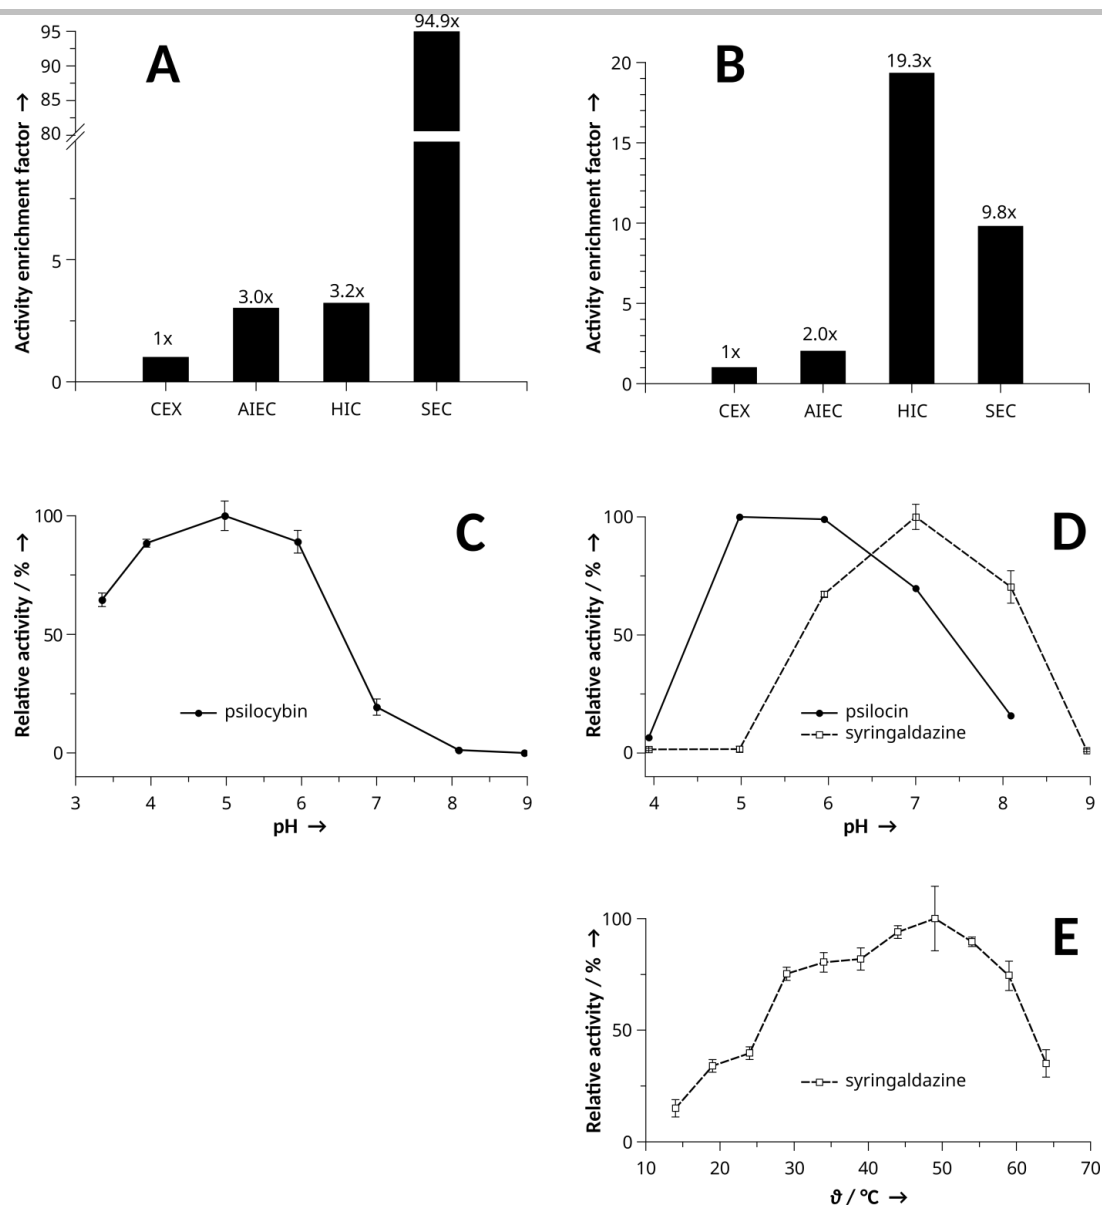 A
Activity enrichment factor →
95
90
85
80
5
0
1x
3.0x
3.2x
94.9x
CEX
AIEC
HIC
SEC
B
Activity enrichment factor →
20
15
10
5
0
1x
2.0x
19.3x
9.8x
CEX
AIEC
HIC
SEC
C
Relative activity / % →
100
50
0
psilocybin
3
4
5
6
7
8
9
pH →
D
Relative activity / % →
100
50
0
psilocin
syringaldazine
4
5
6
7
8
9
pH →
E
Relative activity / % →
100
50
0
syringaldazine
10
20
30
40
50
60
70
ϑ / °C →